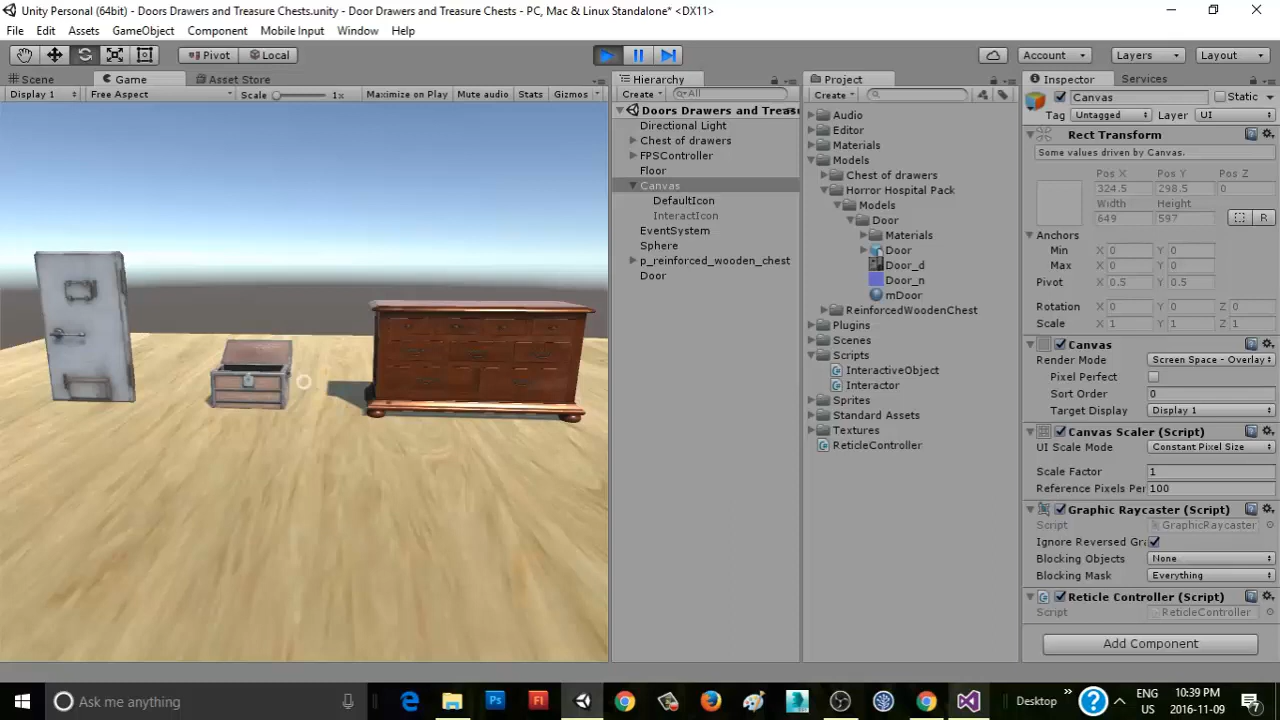 Unity Personal (64bit) - Doors Drawers and Treasure Chests.unity - Door Drawers and Treasure Chests - PC, Mac & Linux Standalone* <DX11>
File Edit Assets GameObject Component Mobile Input Window Help
Pivot Local Account Layers Layout
Scene Game Asset Store
Display 1 Free Aspect Scale 1x Maximize on Play Mute audio Stats Gizmos
Hierarchy
Create All
Doors Drawers and Treas
Directional Light
Chest of drawers
FPSController
Floor
Canvas
DefaultIcon
InteractIcon
EventSystem
Sphere
p_reinforced_wooden_chest
Door
Project
Create
Audio
Editor
Materials
Models
Chest of drawers
Horror Hospital Pack
Models
Door
Materials
Door
Door_d
Door_n
mDoor
ReinforcedWoodenChest
Plugins
Scenes
Scripts
InteractiveObject
Interactor
Sprites
Standard Assets
Textures
ReticleController
Inspector Services
Canvas Static
Tag Untagged Layer UI
Rect Transform
Some values driven by Canvas.
Pos X Pos Y Pos Z
324.5 298.5 0
Width Height
649 597 R
Anchors
Min X 0 Y 0
Max X 0 Y 0
Pivot X 0.5 Y 0.5
Rotation X 0 Y 0 Z 0
Scale X 1 Y 1 Z 1
Canvas
Render Mode Screen Space - Overlay
Pixel Perfect
Sort Order 0
Target Display Display 1
Canvas Scaler (Script)
UI Scale Mode Constant Pixel Size
Scale Factor 1
Reference Pixels Per 100
Graphic Raycaster (Script)
Script GraphicRaycaster
Ignore Reversed Gra
Blocking Objects None
Blocking Mask Everything
Reticle Controller (Script)
Script ReticleController
Add Component
Ask me anything Ps Fl Desktop » ENG 10:39 PM
US 2016-11-09 7